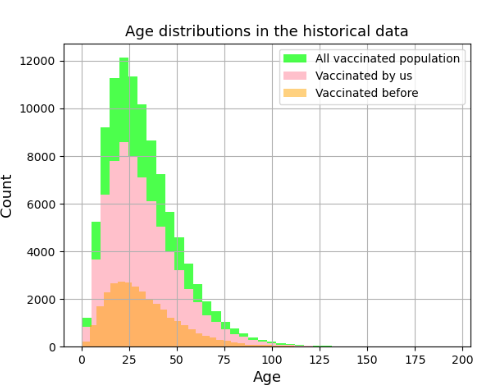 Age distributions in the historical data
All vaccinated population
Vaccinated by us
Vaccinated before
12000
10000
8000
6000
4000
2000
0
Count
0 25 50 75 100 125 150 175 200
Age